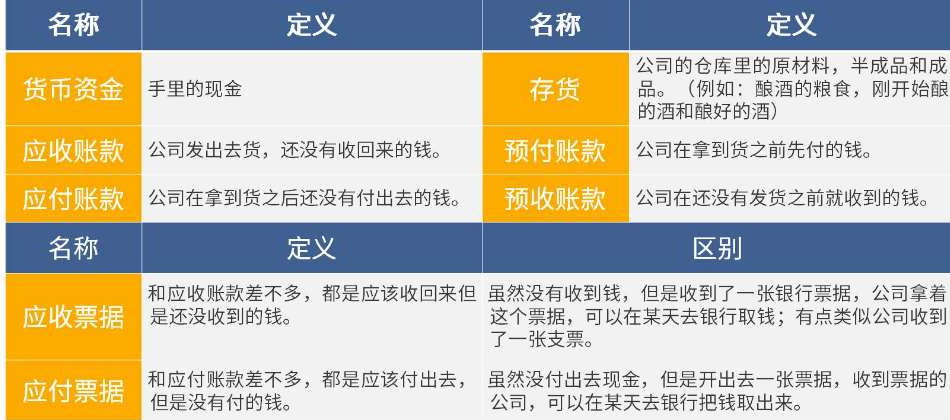 名称 定义 名称 定义
货币资金 手里的现金 存货 公司的仓库里的原材料，半成品和成
品。（例如：酿酒的粮食，刚开始酿
的酒和酿好的酒）
应收账款 公司发出去货，还没有收回来的钱。 预付账款 公司在拿到货之前先付的钱。
应付账款 公司在拿到货之后还没有付出去的钱。 预收账款 公司在还没有发货之前就收到的钱。
名称 定义 区别
应收票据 和应收账款差不多，都是应该收回来但
是还没收到的钱。
虽然没有收到钱，但是收到了一张银行票据，公司拿着
这个票据，可以在某天去银行取钱；有点类似公司收到
了一张支票。
应付票据 和应付账款差不多，都是应该付出去，
但是没有付的钱。
虽然没付出去现金，但是开出去一张票据，收到票据的
公司，可以在某天去银行把钱取出来。